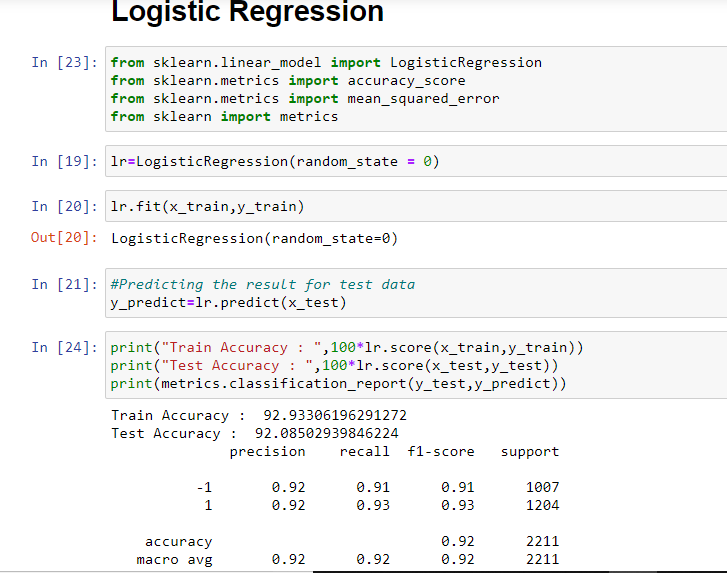 Logistic Regression
In [23]: from sklearn.linear_model import LogisticRegression
from sklearn.metrics import accuracy_score
from sklearn.metrics import mean_squared_error
from sklearn import metrics
In [19]: lr=LogisticRegression(random_state = 0)
In [20]: lr.fit(x_train,y_train)
Out[20]: LogisticRegression(random_state=0)
In [21]: #Predicting the result for test data
y_predict=lr.predict(x_test)
In [24]: print("Train Accuracy : ",100*lr.score(x_train,y_train))
print("Test Accuracy : ",100*lr.score(x_test,y_test))
print(metrics.classification_report(y_test,y_predict))
Train Accuracy :  92.93306196291272
Test Accuracy :  92.08502939846224
precision recall f1-score support
-1 0.92 0.91 0.91 1007
1 0.92 0.93 0.93 1204
accuracy 0.92 2211
macro avg 0.92 0.92 0.92 2211